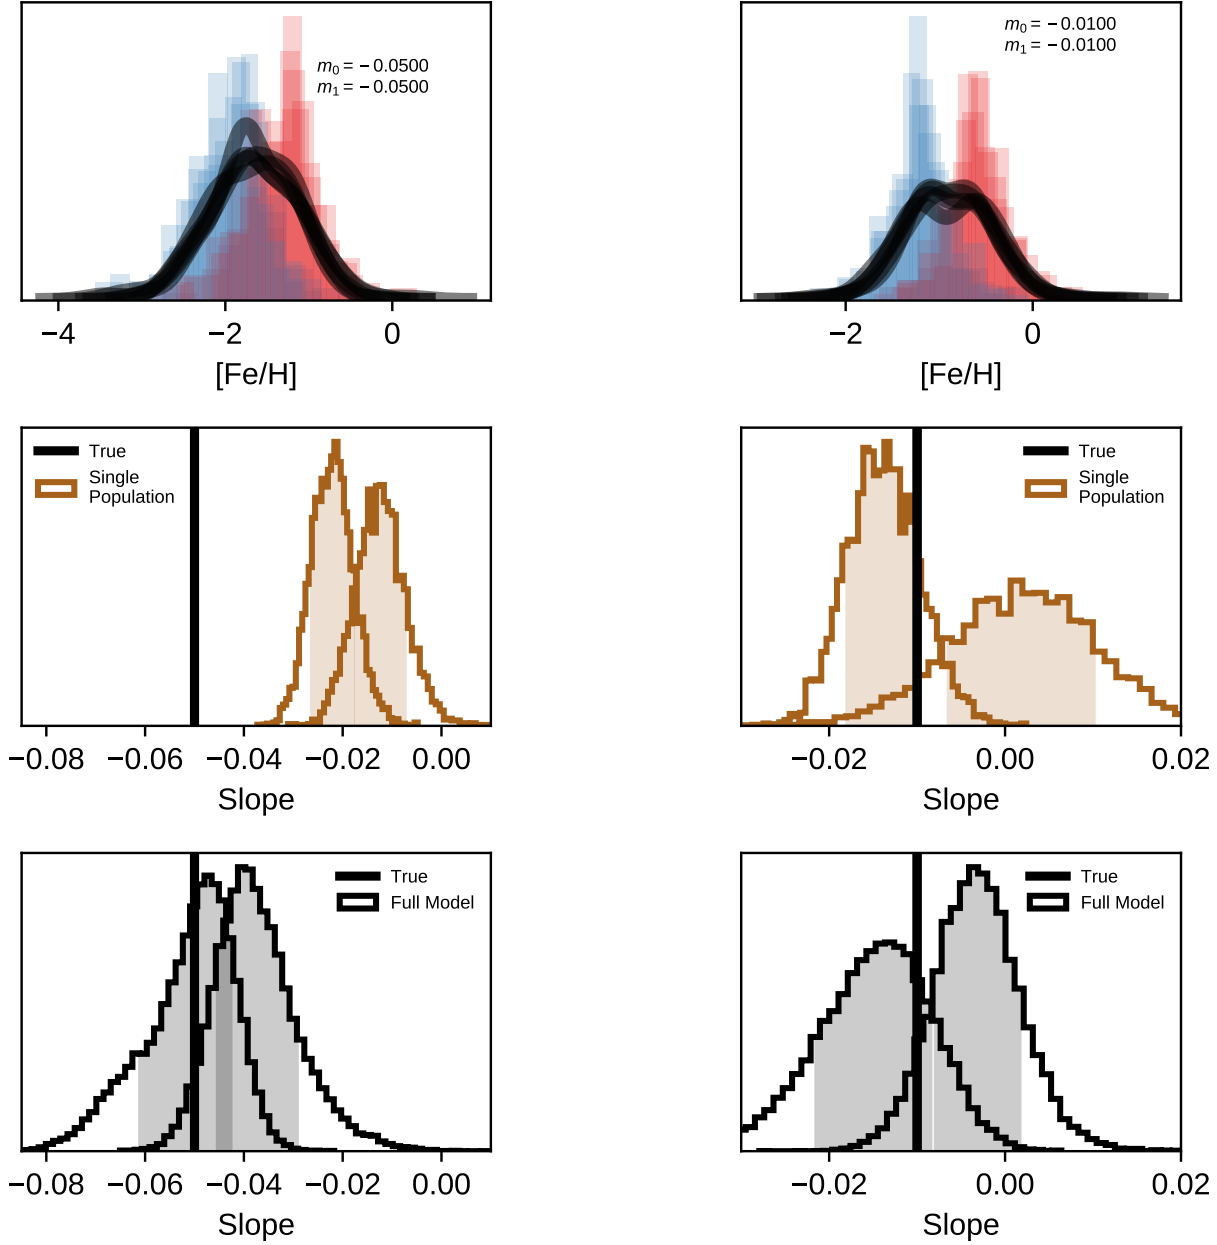 m₀ = −0.0500
m₁ = −0.0500
−4 −2 0
[Fe/H]
m₀ = −0.0100
m₁ = −0.0100
−2 0
[Fe/H]
True
Single
Population
−0.08 −0.06 −0.04 −0.02 0.00
Slope
True
Single
Population
−0.02 0.00 0.02
Slope
True
Full Model
−0.08 −0.06 −0.04 −0.02 0.00
Slope
True
Full Model
−0.02 0.00 0.02
Slope